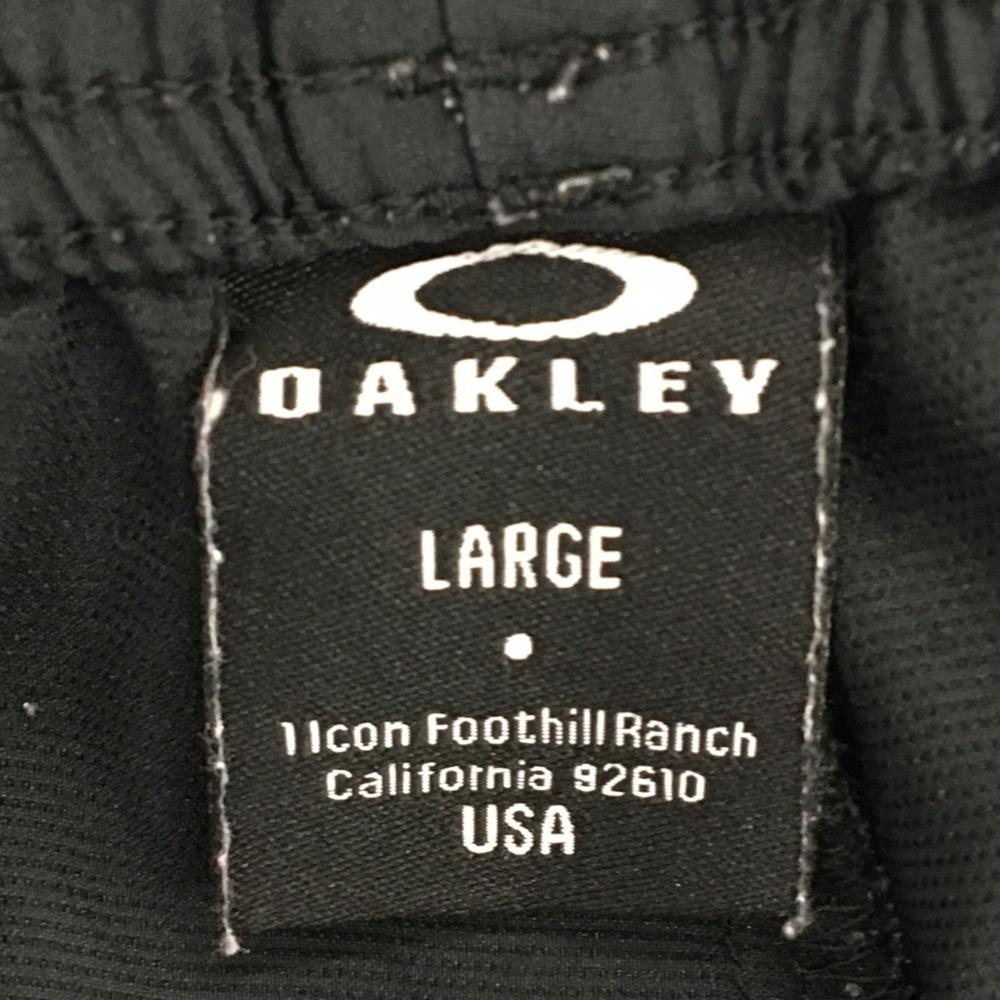 OAKLEY
LARGE
1 Icon Foothill Ranch
California 92610
USA